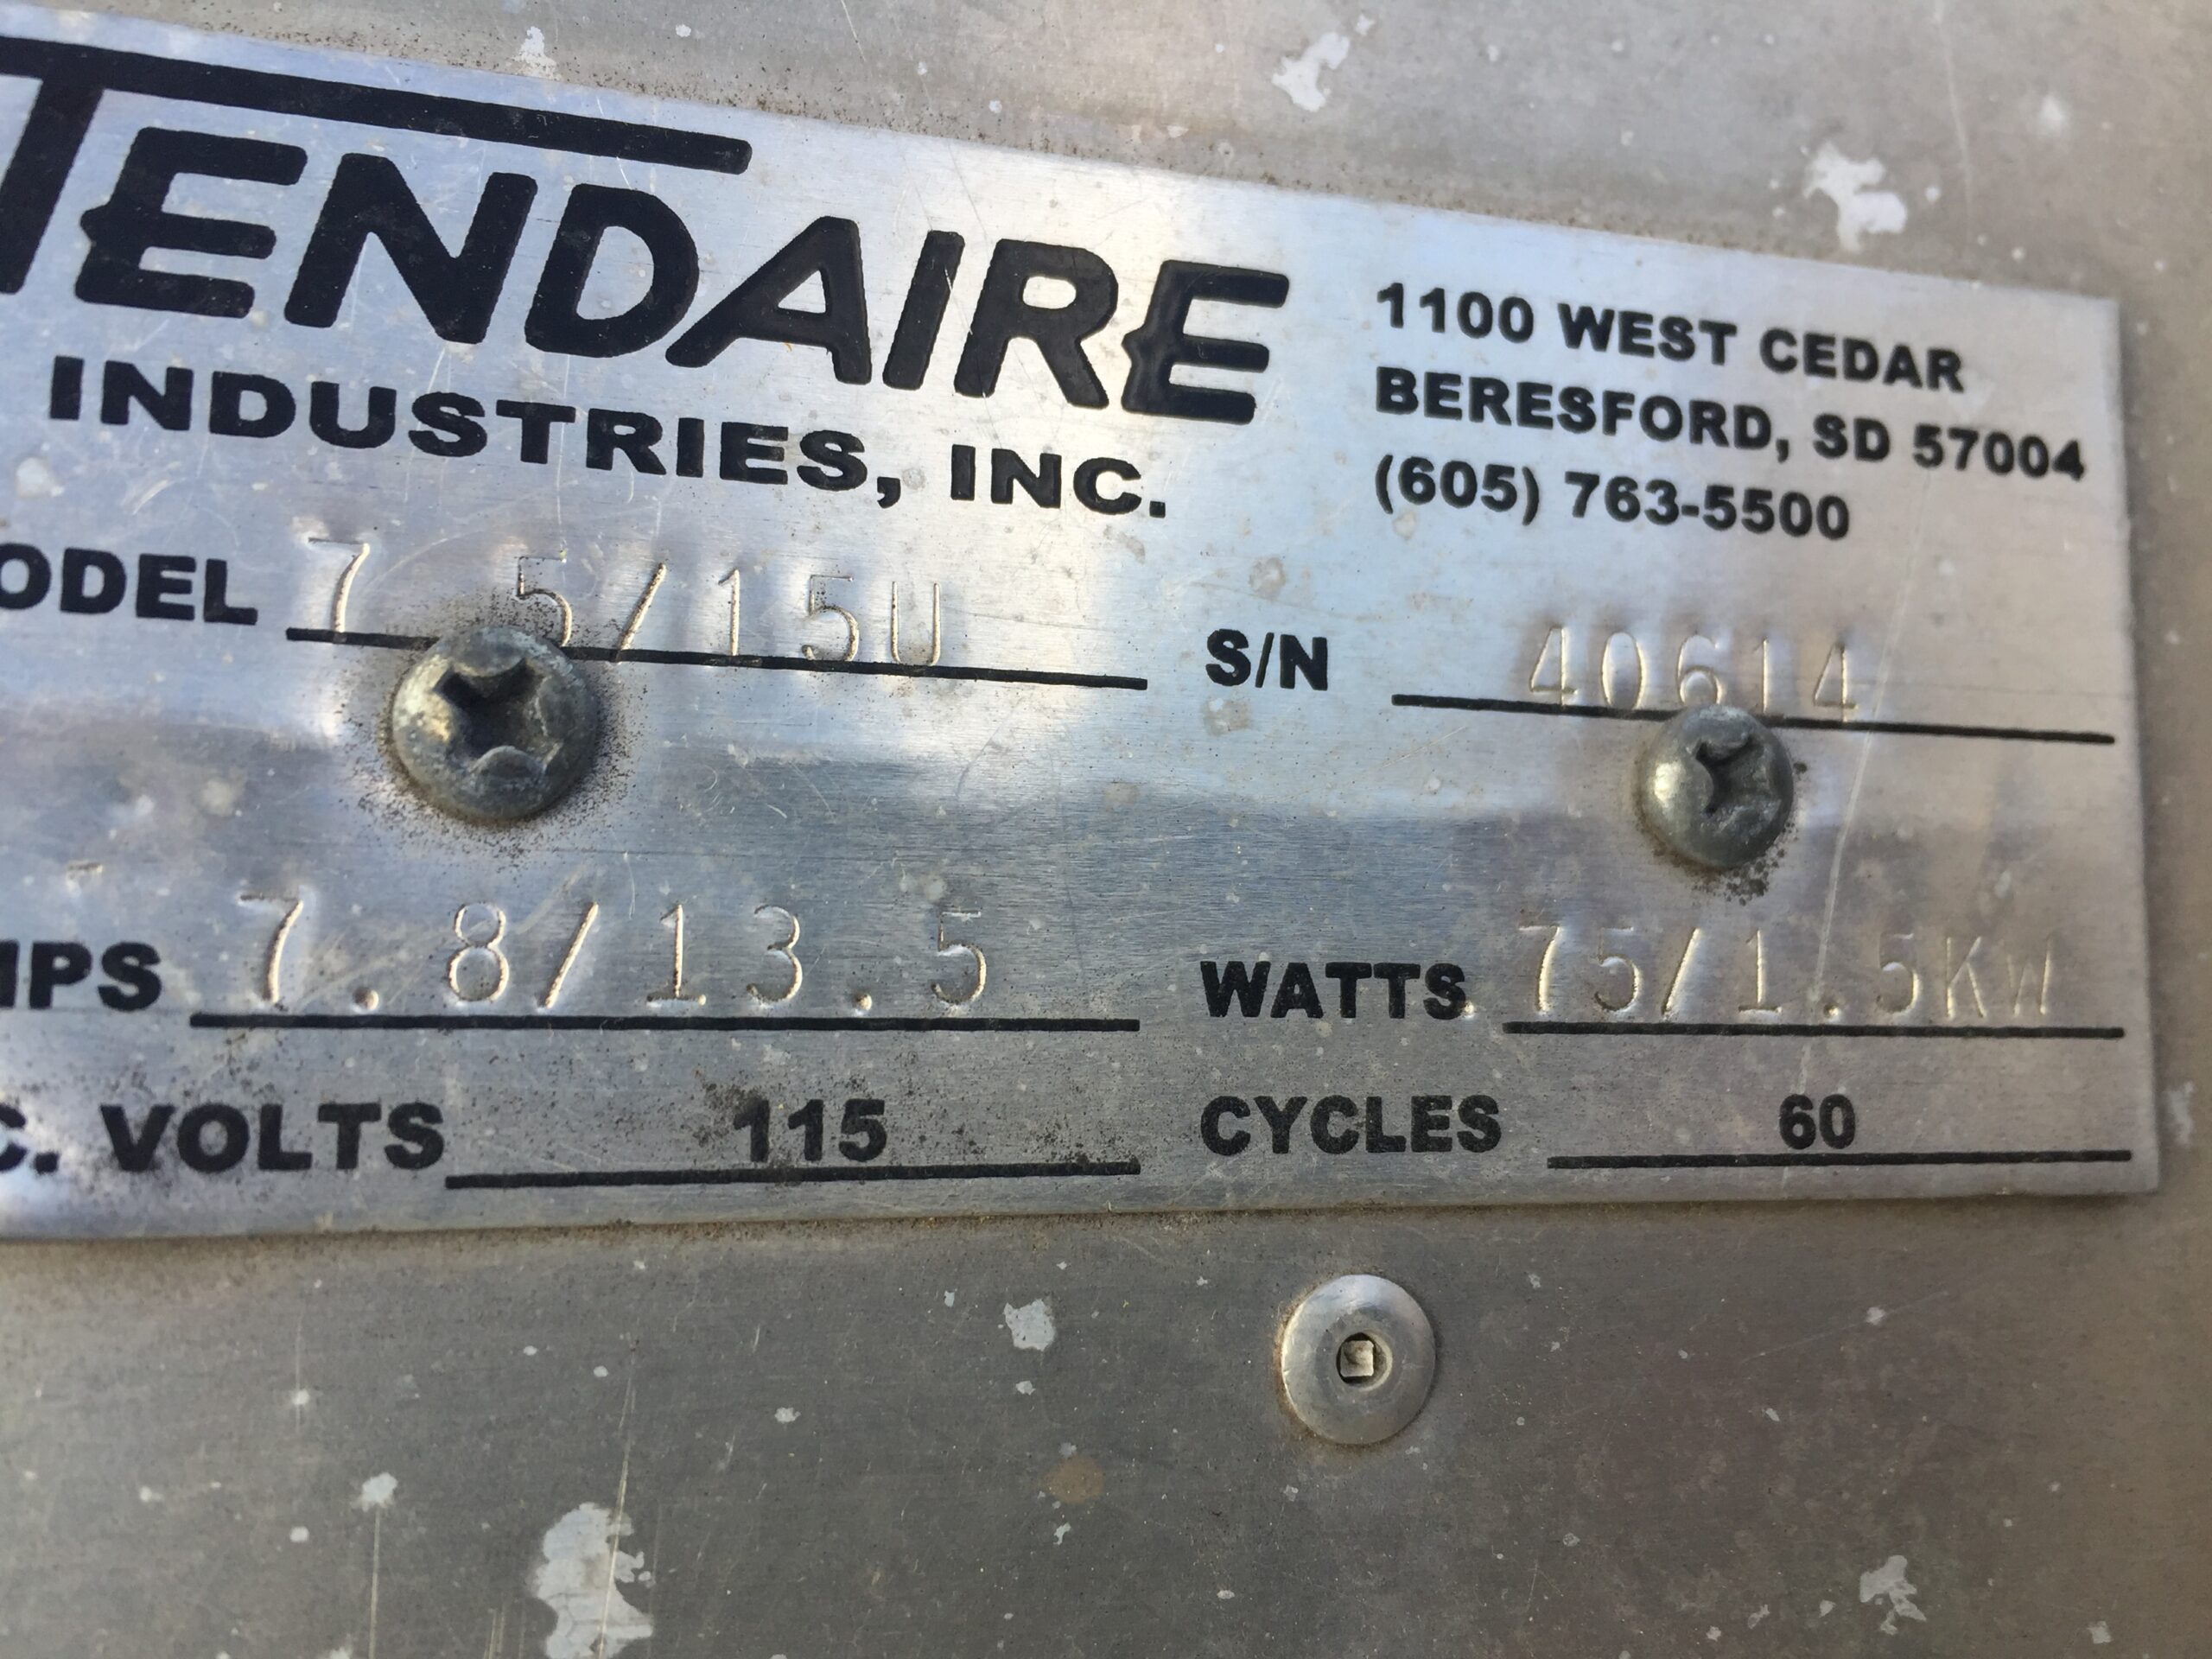 TENDAIRE
INDUSTRIES, INC.
1100 WEST CEDAR
BERESFORD, SD 57004
(605) 763-5500
ODEL 7 5/15U
S/N 40614
MPS 7.8/13.5
WATTS 75/1.5KW
C. VOLTS 115
CYCLES 60